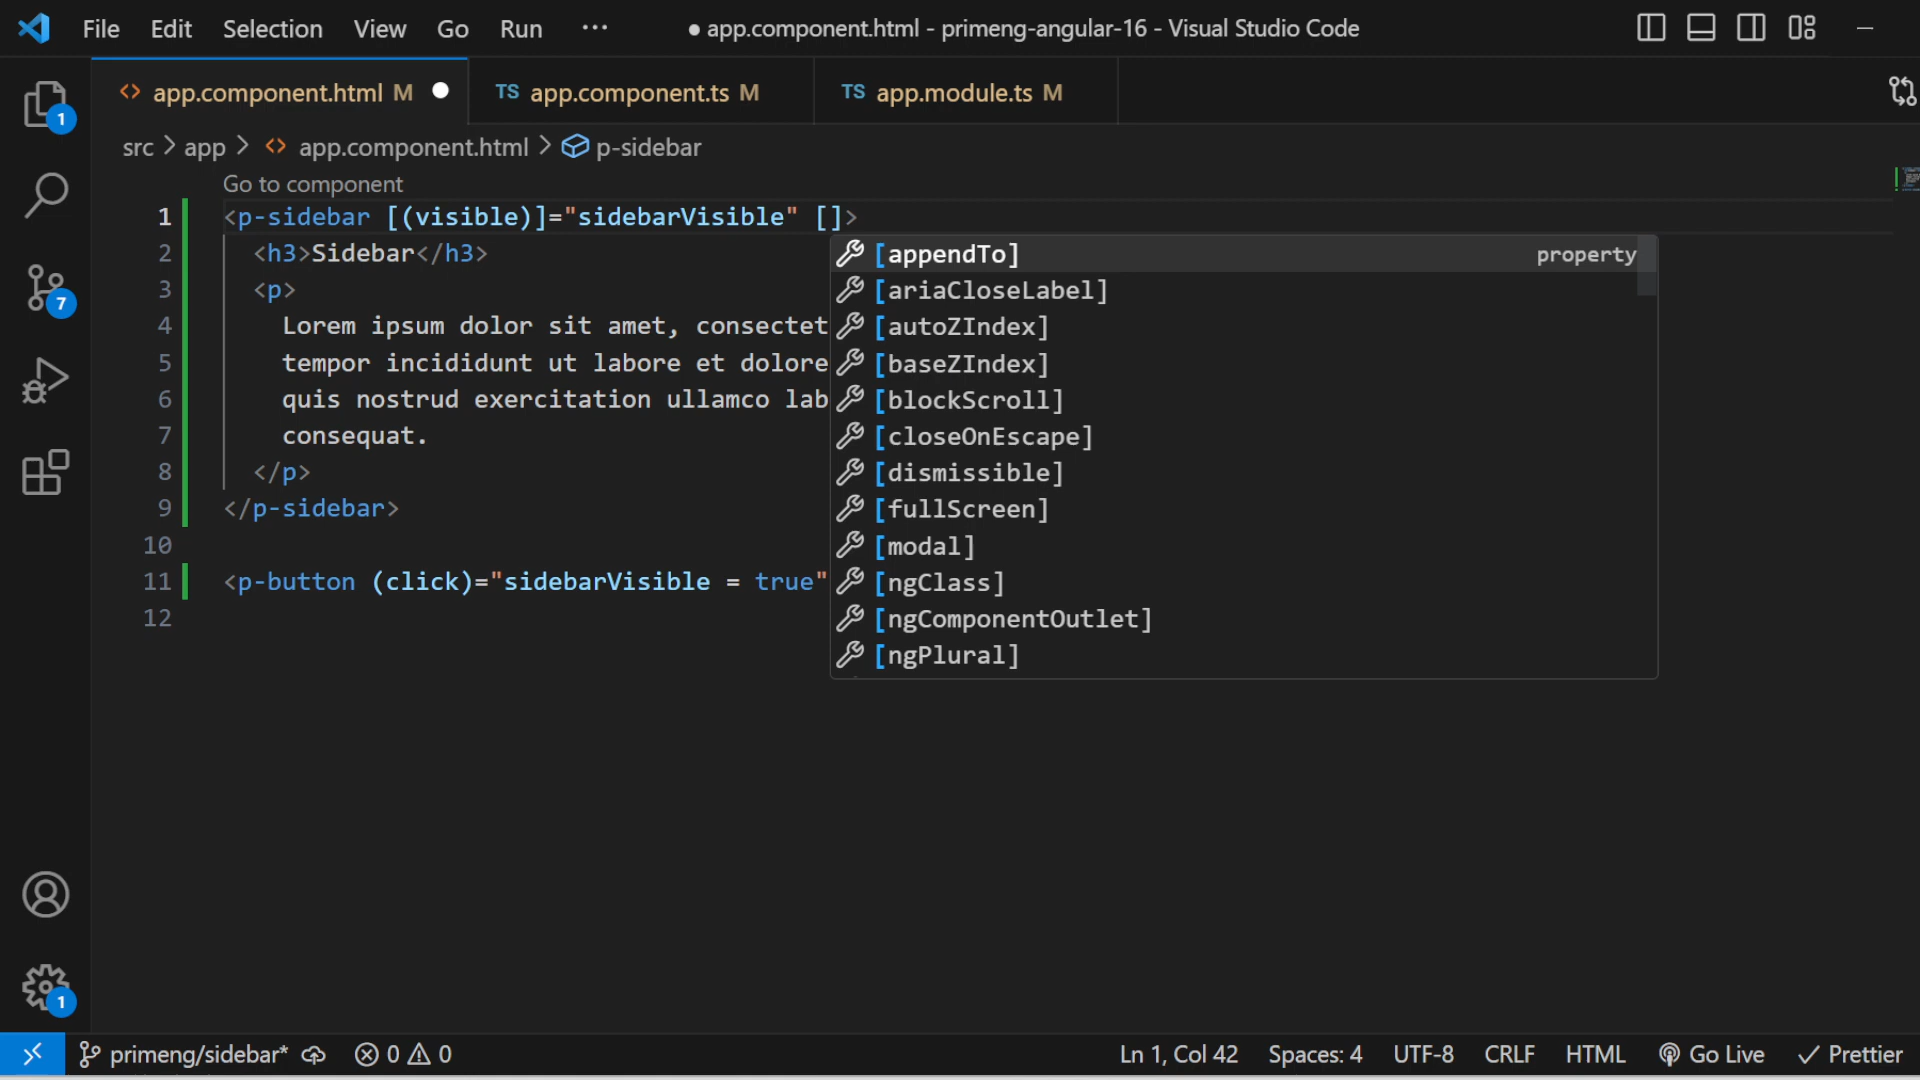 File Edit Selection View Go Run ··· ● app.component.html - primeng-angular-16 - Visual Studio Code
<> app.component.html M ● TS app.component.ts M TS app.module.ts M
src > app > <> app.component.html > p-sidebar
Go to component
1 <p-sidebar [(visible)]="sidebarVisible" []>
2 <h3>Sidebar</h3>
3 <p>
4 Lorem ipsum dolor sit amet, consectet
5 tempor incididunt ut labore et dolore
6 quis nostrud exercitation ullamco lab
7 consequat.
8 </p>
9 </p-sidebar>
10
11 <p-button (click)="sidebarVisible = true"
12
[appendTo] property
[ariaCloseLabel]
[autoZIndex]
[baseZIndex]
[blockScroll]
[closeOnEscape]
[dismissible]
[fullScreen]
[modal]
[ngClass]
[ngComponentOutlet]
[ngPlural]
1
7
1
primeng/sidebar* 0 0 Ln 1, Col 42 Spaces: 4 UTF-8 CRLF HTML Go Live Prettier